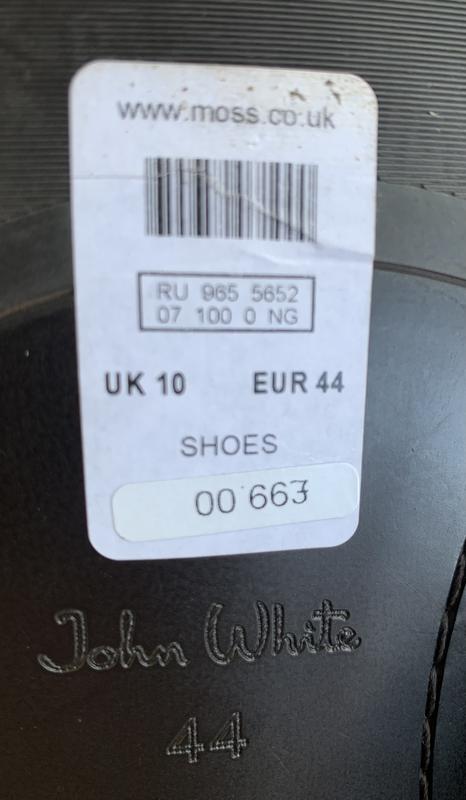 www.moss.co.uk
RU 965 5652
07 100 0 NG
UK 10 EUR 44
SHOES
00 667
John White
44